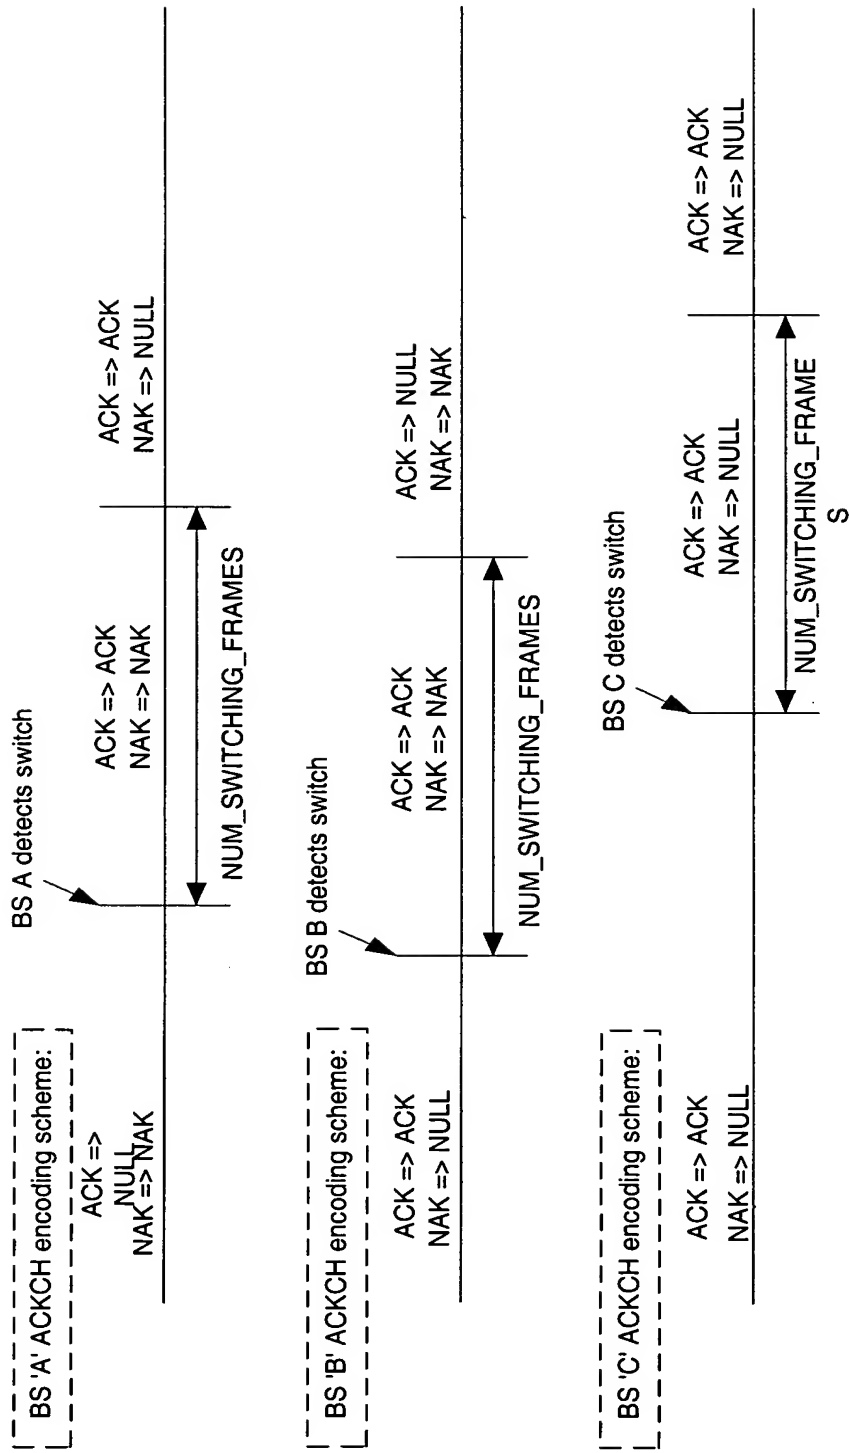 BS 'A' ACKCH encoding scheme:
BS A detects switch
ACK =>
NULL
NAK => NAK
ACK => ACK
NAK => NAK
ACK => ACK
NAK => NULL
NUM_SWITCHING_FRAMES
BS 'B' ACKCH encoding scheme:
BS B detects switch
ACK => ACK
NAK => NULL
ACK => ACK
NAK => NAK
ACK => NULL
NAK => NAK
NUM_SWITCHING_FRAMES
BS 'C' ACKCH encoding scheme:
BS C detects switch
ACK => ACK
NAK => NULL
ACK => ACK
NAK => NULL
ACK => ACK
NAK => NULL
NUM_SWITCHING_FRAME
S